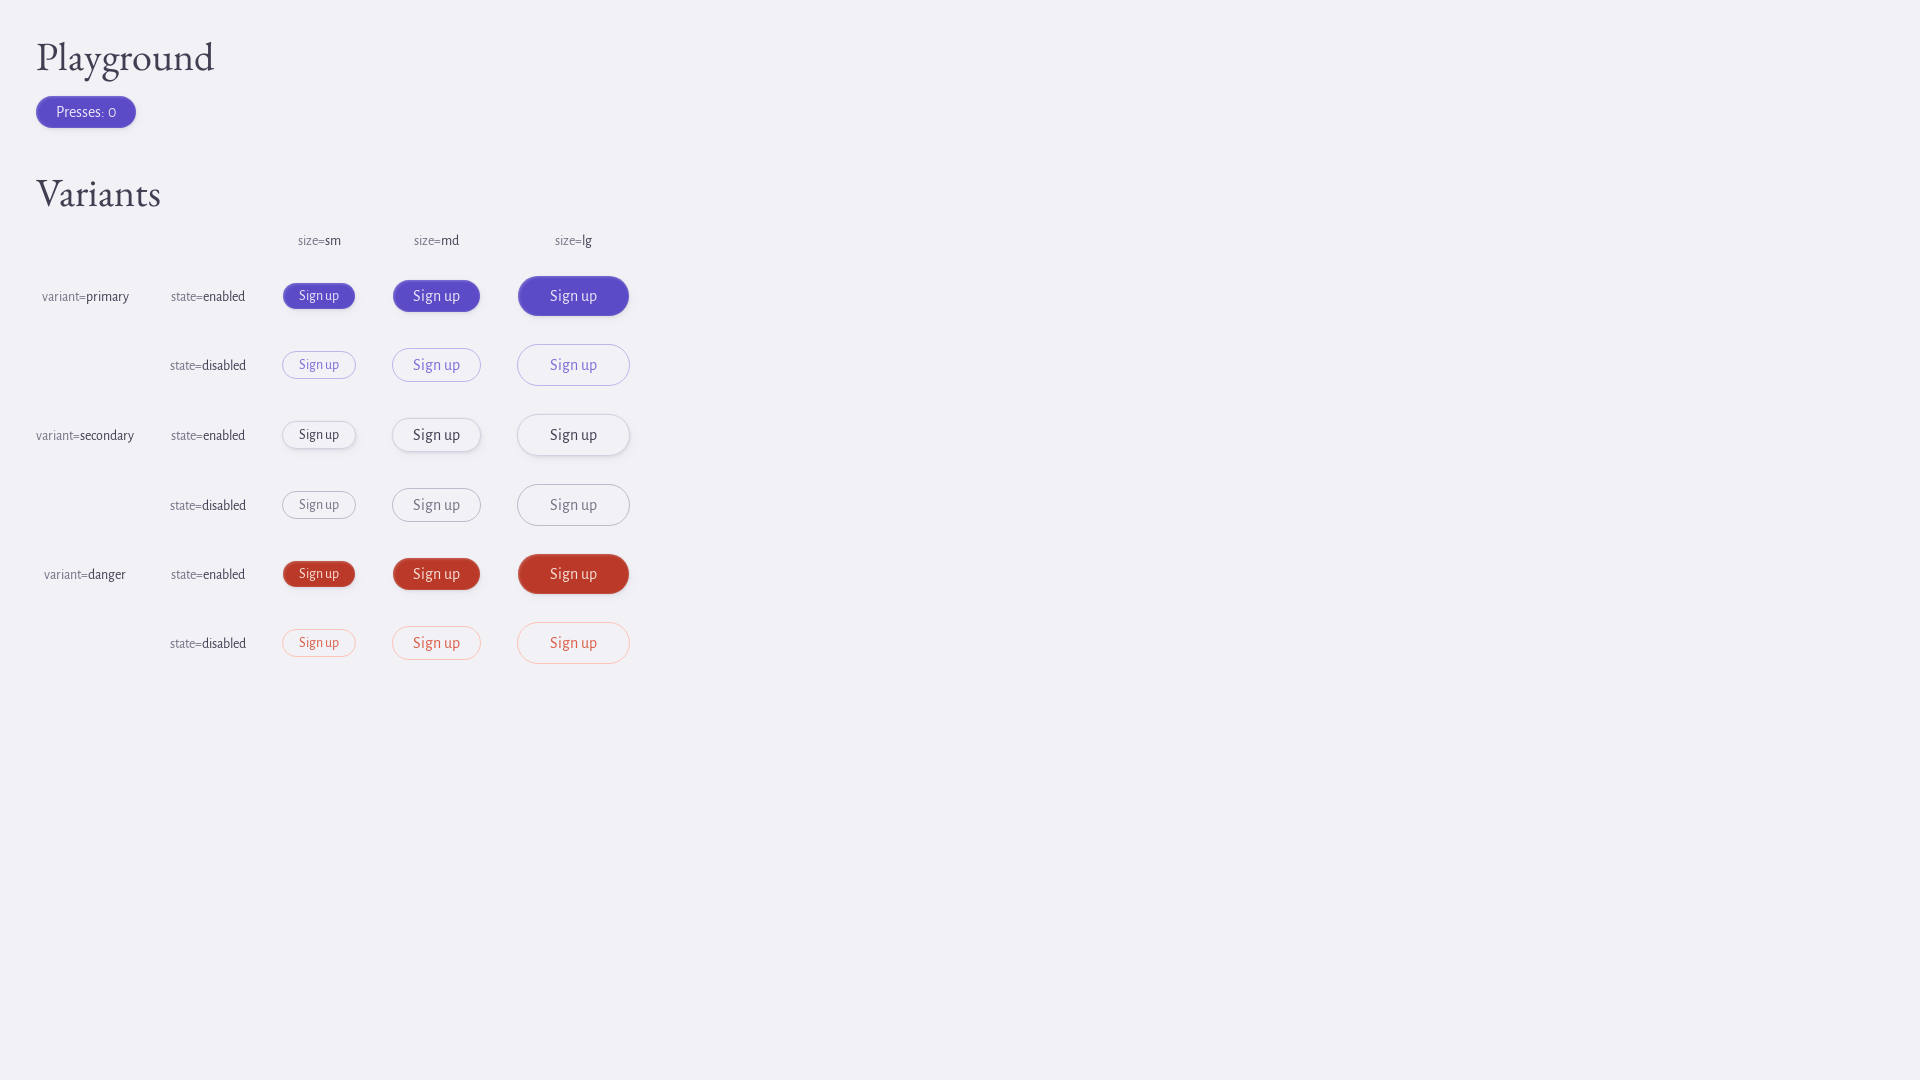 Playground
Presses: 0
Variants
size=sm size=md size=lg
variant=primary state=enabled Sign up Sign up Sign up
state=disabled Sign up Sign up Sign up
variant=secondary state=enabled Sign up Sign up Sign up
state=disabled Sign up Sign up Sign up
variant=danger state=enabled Sign up Sign up Sign up
state=disabled Sign up Sign up Sign up